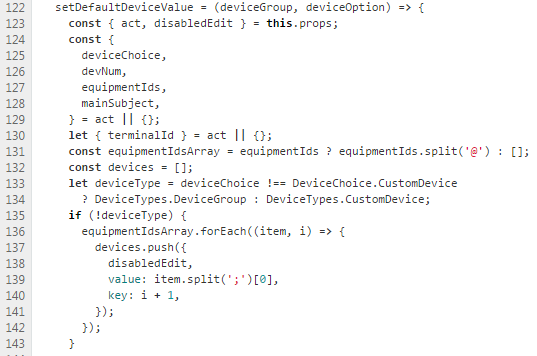 122 setDefaultDeviceValue = (deviceGroup, deviceOption) => {
123 const { act, disabledEdit } = this.props;
124 const {
125 deviceChoice,
126 devNum,
127 equipmentIds,
128 mainSubject,
129 } = act || {};
130 let { terminalId } = act || {};
131 const equipmentIdsArray = equipmentIds ? equipmentIds.split('@') : [];
132 const devices = [];
133 let deviceType = deviceChoice !== DeviceChoice.CustomDevice
134 ? DeviceTypes.DeviceGroup : DeviceTypes.CustomDevice;
135 if (!deviceType) {
136 equipmentIdsArray.forEach((item, i) => {
137 devices.push({
138 disabledEdit,
139 value: item.split(';')[0],
140 key: i + 1,
141 });
142 });
143 }